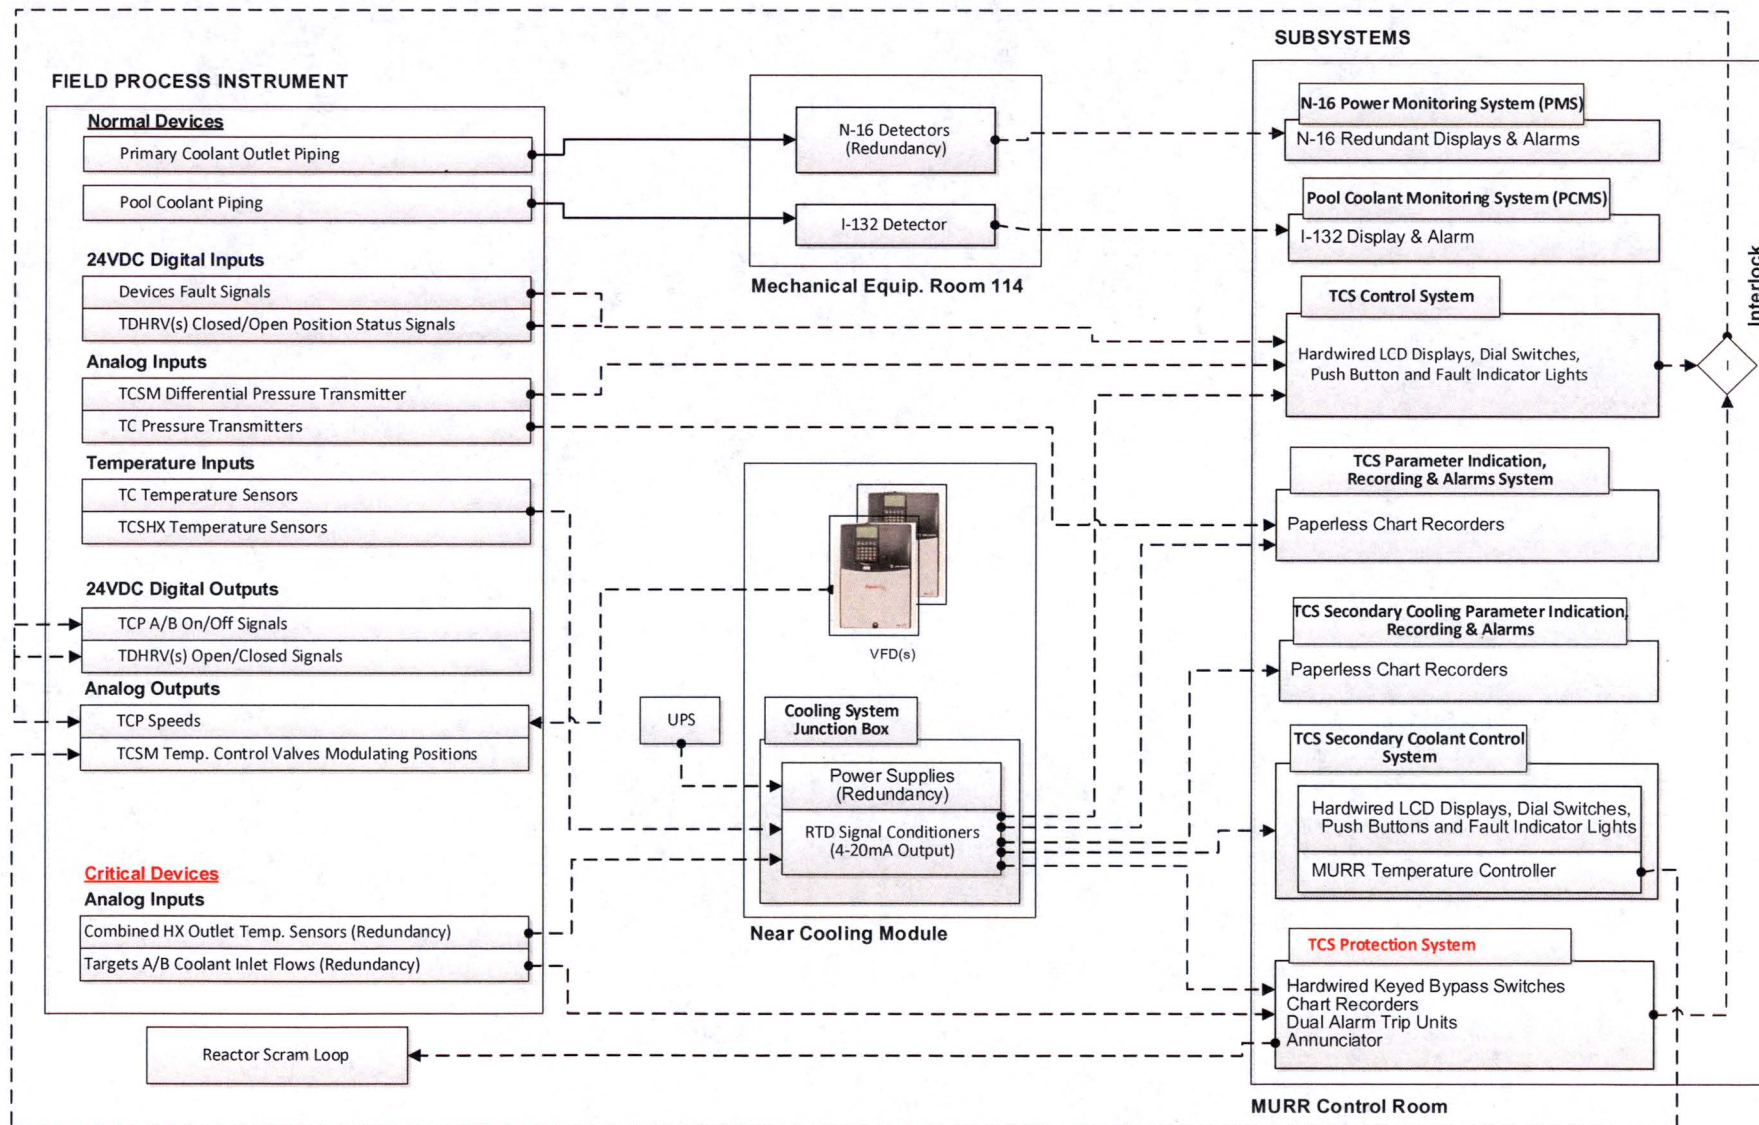 SUBSYSTEMS
FIELD PROCESS INSTRUMENT
Normal Devices
Primary Coolant Outlet Piping
Pool Coolant Piping
24VDC Digital Inputs
Devices Fault Signals
TDHRV(s) Closed/Open Position Status Signals
Analog Inputs
TCSM Differential Pressure Transmitter
TC Pressure Transmitters
Temperature Inputs
TC Temperature Sensors
TCSHX Temperature Sensors
24VDC Digital Outputs
TCP A/B On/Off Signals
TDHRV(s) Open/Closed Signals
Analog Outputs
TCP Speeds
TCSM Temp. Control Valves Modulating Positions
Critical Devices
Analog Inputs
Combined HX Outlet Temp. Sensors (Redundancy)
Targets A/B Coolant Inlet Flows (Redundancy)
Reactor Scram Loop
N-16 Detectors
(Redundancy)
I-132 Detector
Mechanical Equip. Room 114
VFD(s)
UPS
Cooling System
Junction Box
Power Supplies
(Redundancy)
RTD Signal Conditioners
(4-20mA Output)
Near Cooling Module
N-16 Power Monitoring System (PMS)
N-16 Redundant Displays & Alarms
Pool Coolant Monitoring System (PCMS)
I-132 Display & Alarm
TCS Control System
Hardwired LCD Displays, Dial Switches,
Push Button and Fault Indicator Lights
Interlock
I
TCS Parameter Indication,
Recording & Alarms System
Paperless Chart Recorders
TCS Secondary Cooling Parameter Indication,
Recording & Alarms
Paperless Chart Recorders
TCS Secondary Coolant Control
System
Hardwired LCD Displays, Dial Switches,
Push Buttons and Fault Indicator Lights
MURR Temperature Controller
TCS Protection System
Hardwired Keyed Bypass Switches
Chart Recorders
Dual Alarm Trip Units
Annunciator
MURR Control Room